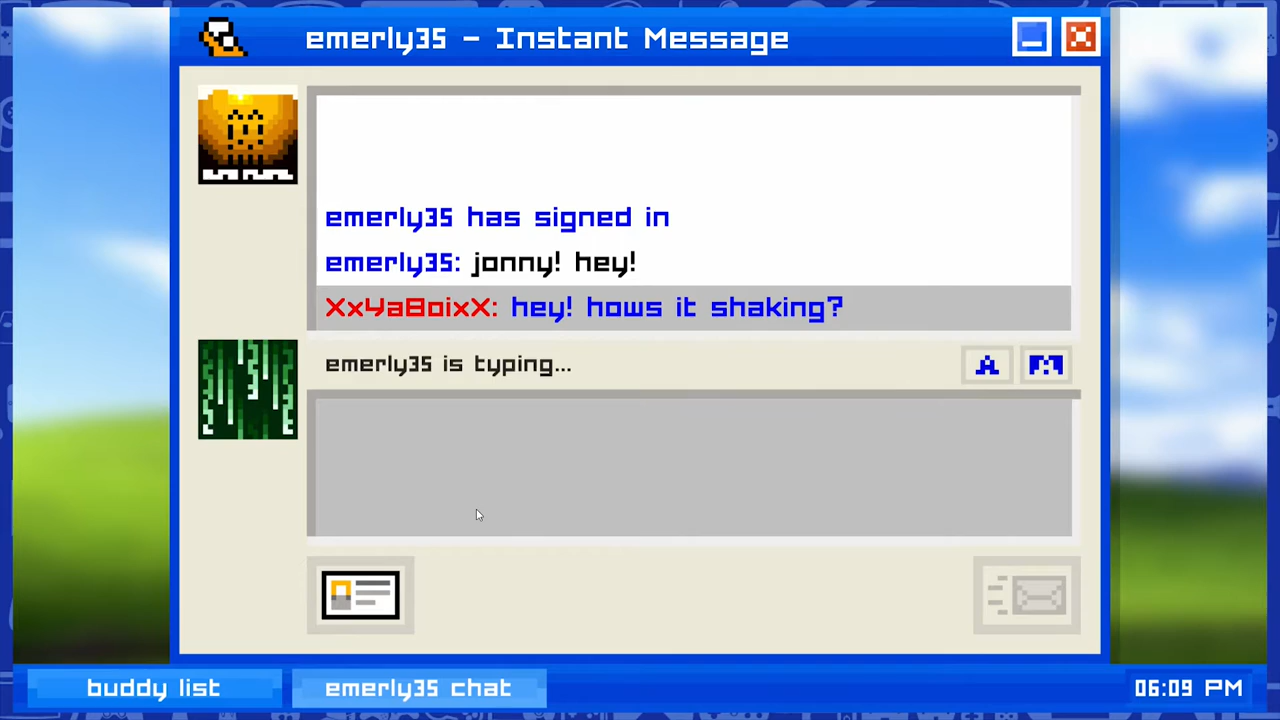 emerly35 - Instant Message
emerly35 has signed in
emerly35: jonny! hey!
Xx4a8oixX: hey! hows it shaking?
emerly35 is typing...
buddy list
emerly35 chat
06:09 PM